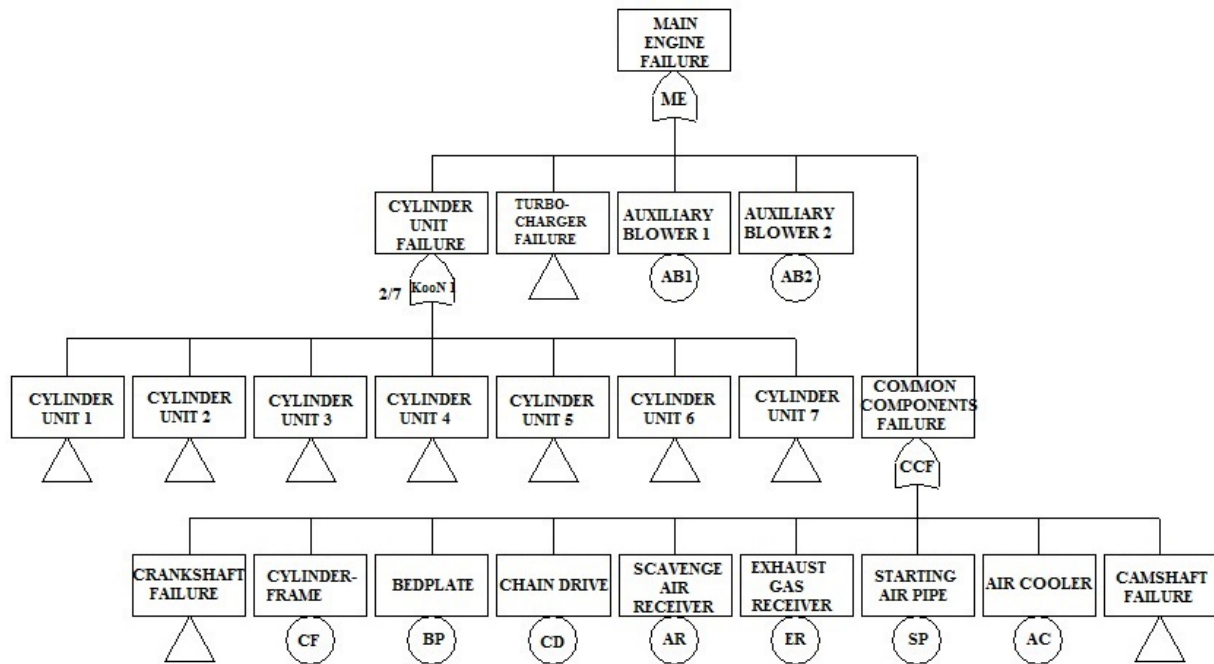 MAIN
ENGINE
FAILURE
ME
CYLINDER
UNIT
FAILURE
TURBO-
CHARGER
FAILURE
AUXILIARY
BLOWER 1
AUXILIARY
BLOWER 2
2/7
KooN 1
AB1
AB2
CYLINDER
UNIT 1
CYLINDER
UNIT 2
CYLINDER
UNIT 3
CYLINDER
UNIT 4
CYLINDER
UNIT 5
CYLINDER
UNIT 6
CYLINDER
UNIT 7
COMMON
COMPONENTS
FAILURE
CCF
CRANKSHAFT
FAILURE
CYLINDER-
FRAME
BEDPLATE
CHAIN DRIVE
SCAVENGE
AIR
RECEIVER
EXHAUST
GAS
RECEIVER
STARTING
AIR PIPE
AIR COOLER
CAMSHAFT
FAILURE
CF
BP
CD
AR
ER
SP
AC